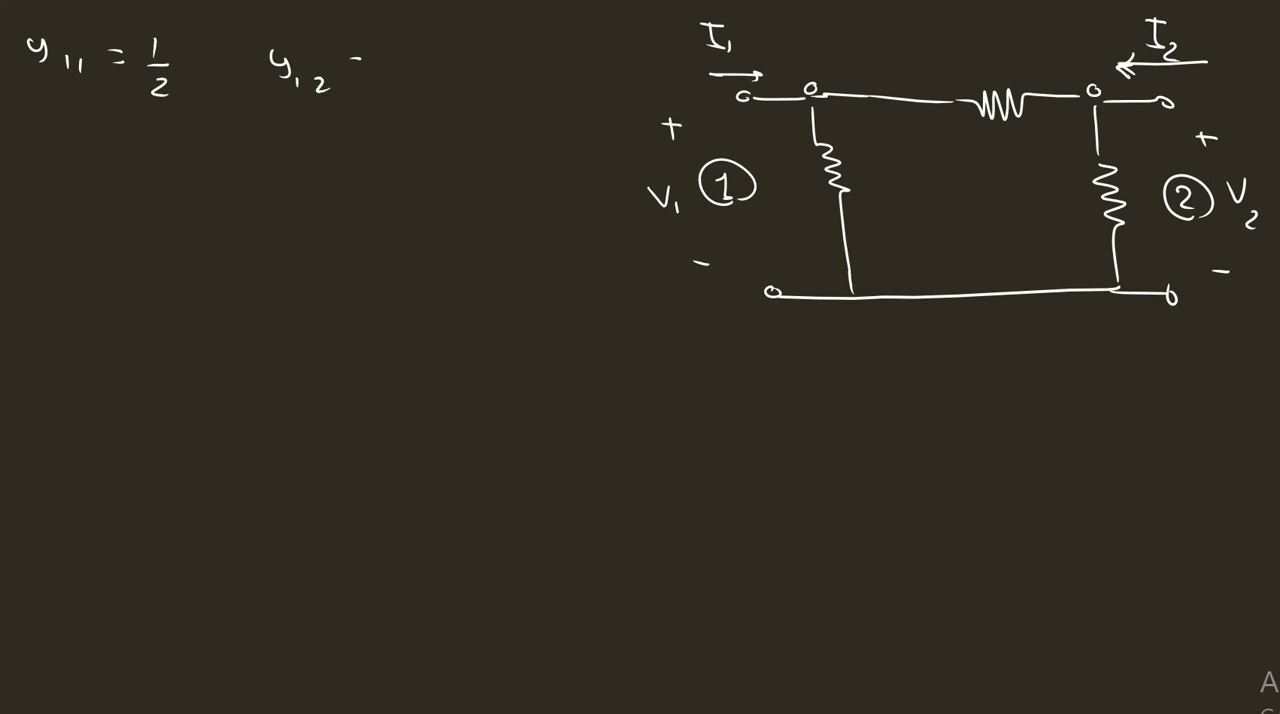 y₁₁ = 1/2 y₁₂ -
I₁
I₂
+
+
V₁ ① ② V₂
-
-
A